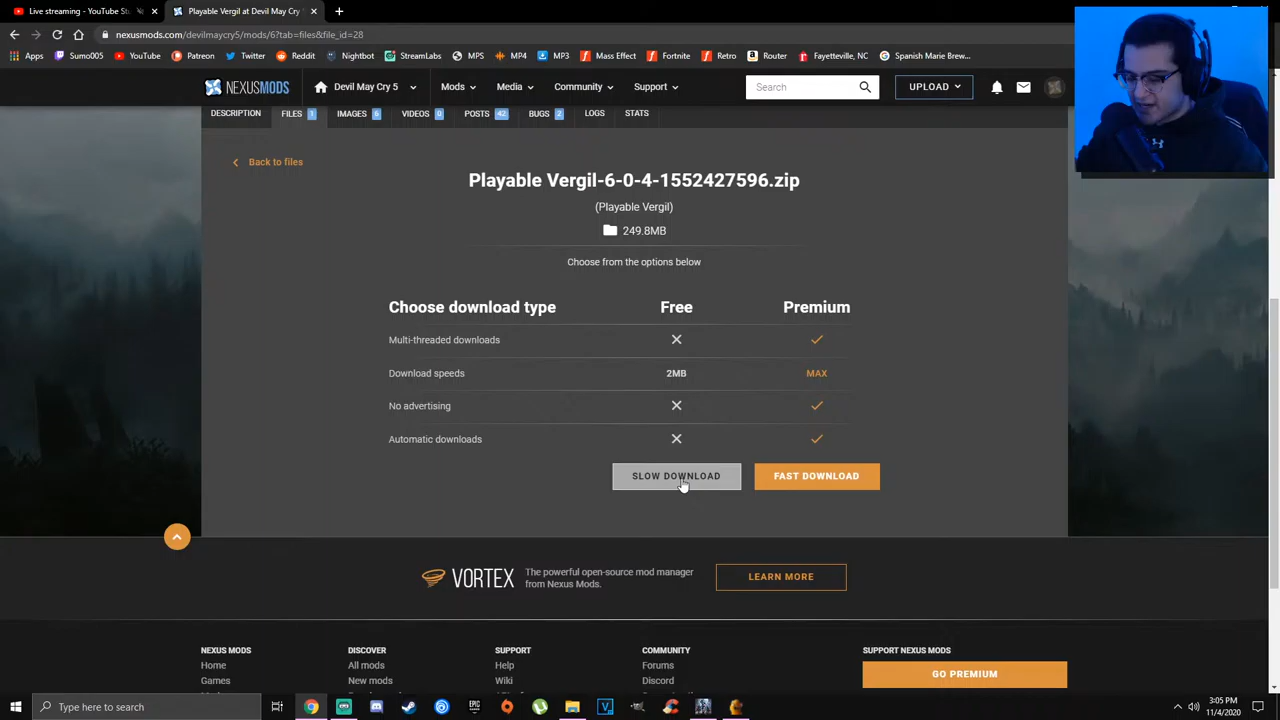 Live streaming - YouTube Stu
Playable Vergil at Devil May Cry
nexusmods.com/devilmaycry5/mods/6?tab=files&file_id=28
Apps Sumo005 YouTube Patreon Twitter Reddit Nightbot StreamLabs MPS MP4 MP3 Mass Effect Fortnite Retro Router Fayetteville, NC Spanish Marie Brew...
NEXUSMODS Devil May Cry 5 Mods Media Community Support Search UPLOAD
DESCRIPTION FILES 1 IMAGES 6 VIDEOS 0 POSTS 42 BUGS 2 LOGS STATS
Back to files
Playable Vergil-6-0-4-1552427596.zip
(Playable Vergil)
249.8MB
Choose from the options below
Choose download type Free Premium
Multi-threaded downloads
Download speeds 2MB MAX
No advertising
Automatic downloads
SLOW DOWNLOAD FAST DOWNLOAD
VORTEX The powerful open-source mod manager
from Nexus Mods.
LEARN MORE
NEXUS MODS DISCOVER SUPPORT COMMUNITY SUPPORT NEXUS MODS
Home All mods Help Forums
GO PREMIUM
Games New mods Wiki Discord
Type here to search
3:05 PM
11/4/2020